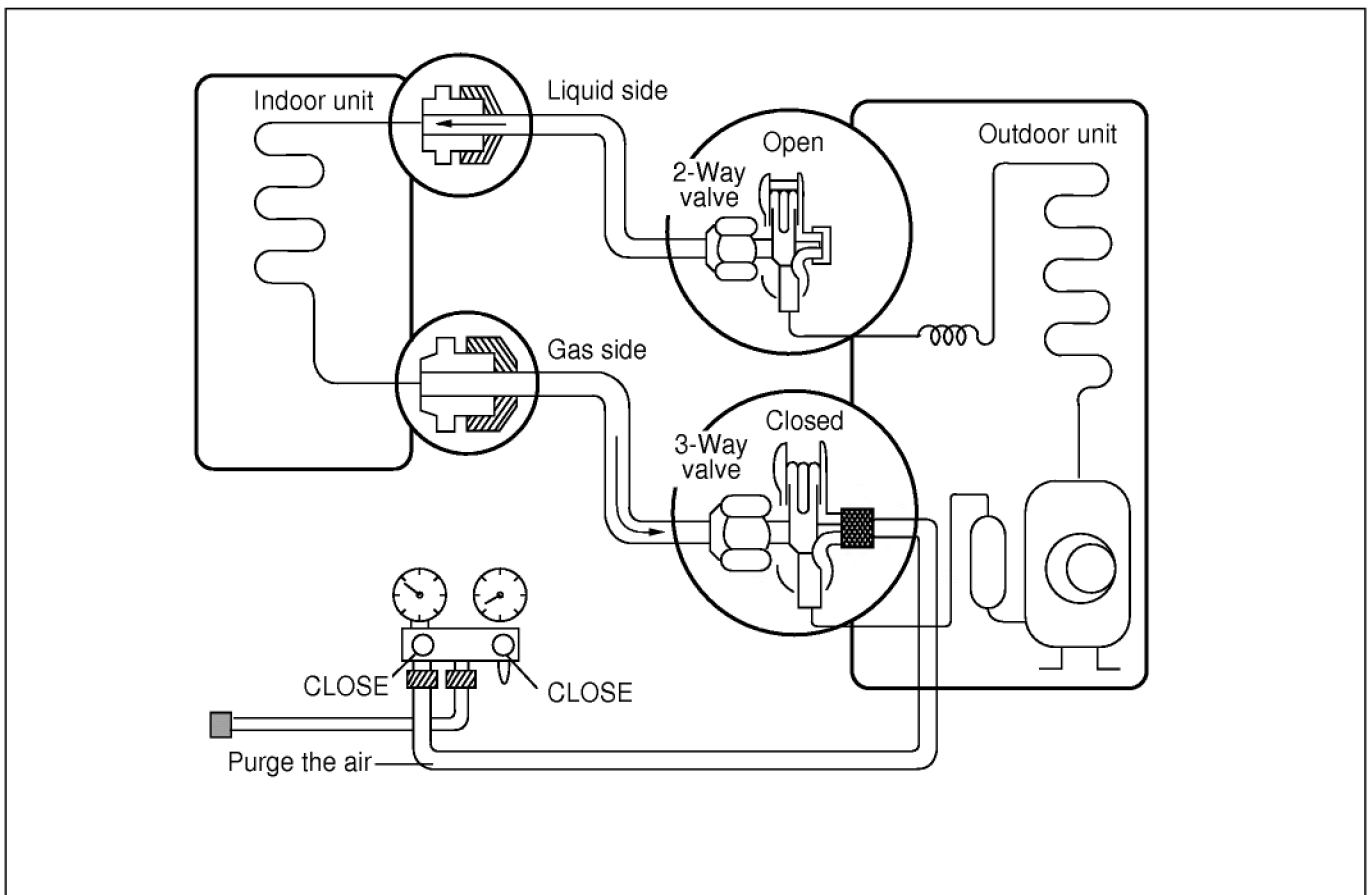 Indoor unit
Liquid side
Open
2-Way
valve
Outdoor unit
Gas side
Closed
3-Way
valve
CLOSE
CLOSE
Purge the air